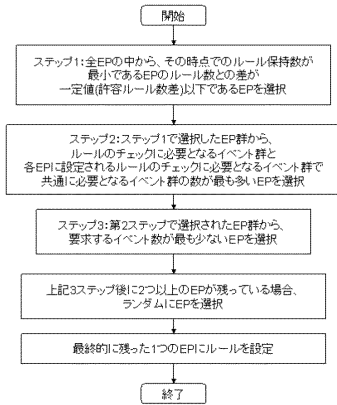 開始
ステップ1:全EPの中から、その時点でのルール保持数が
最小であるEPのルール数との差が
一定値(許容ルール数差)以下であるEPを選択
ステップ2:ステップ1で選択したEP群から、
ルールのチェックに必要となるイベント群と
各EPに設定されるルールのチェックに必要となるイベント群で
共通に必要となるイベント群の数が最も多いEPを選択
ステップ3:第2ステップで選択されたEP群から、
要求するイベント数が最も少ないEPを選択
上記3ステップ後に2つ以上のEPが残っている場合、
ランダムにEPを選択
最終的に残った1つのEPにルールを設定
終了